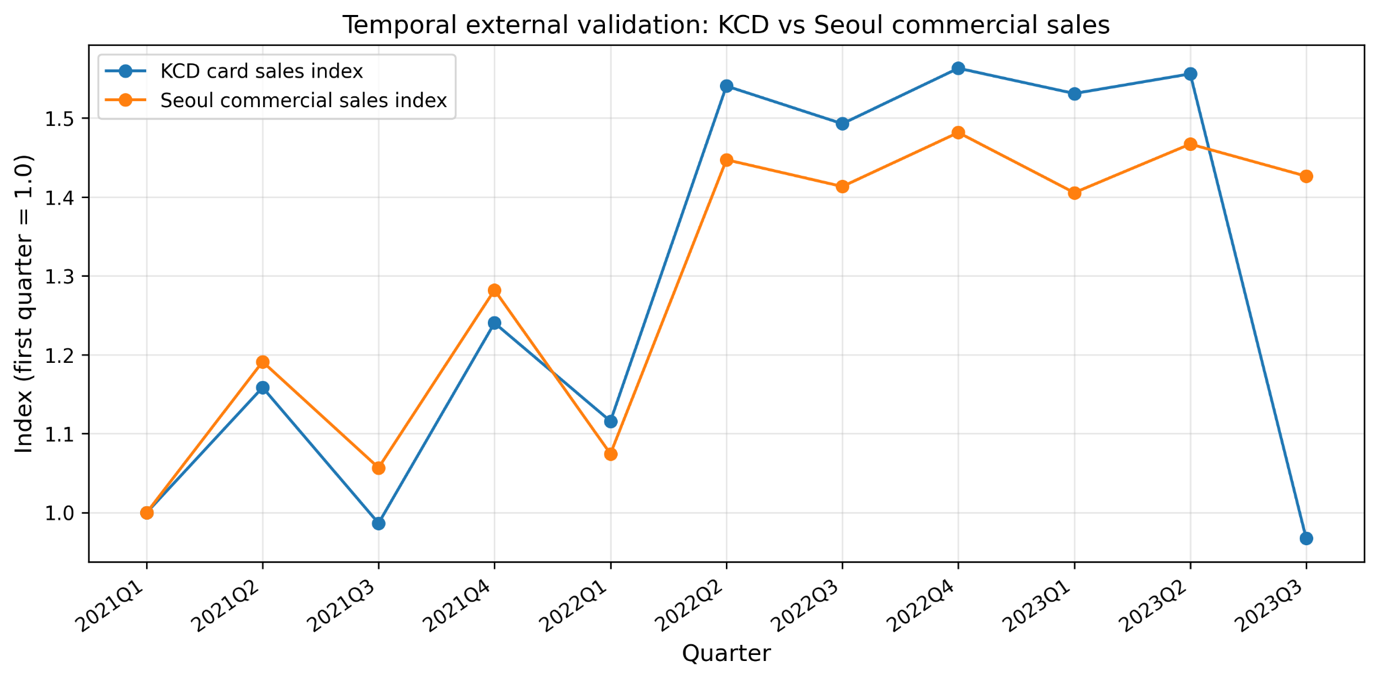 Temporal external validation: KCD vs Seoul commercial sales
KCD card sales index
Seoul commercial sales index
Index (first quarter = 1.0)
1.5
1.4
1.3
1.2
1.1
1.0
2021Q1
2021Q2
2021Q3
2021Q4
2022Q1
2022Q2
2022Q3
2022Q4
2023Q1
2023Q2
2023Q3
Quarter